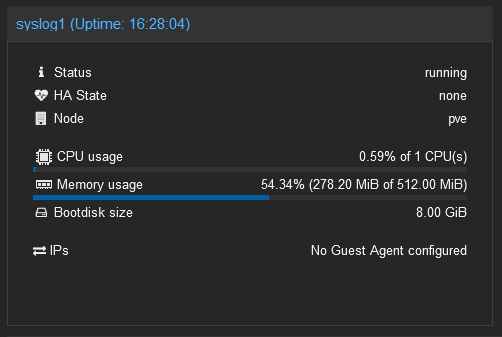 syslog1 (Uptime: 16:28:04)
Status running
HA State none
Node pve
CPU usage 0.59% of 1 CPU(s)
Memory usage 54.34% (278.20 MiB of 512.00 MiB)
Bootdisk size 8.00 GiB
IPs No Guest Agent configured